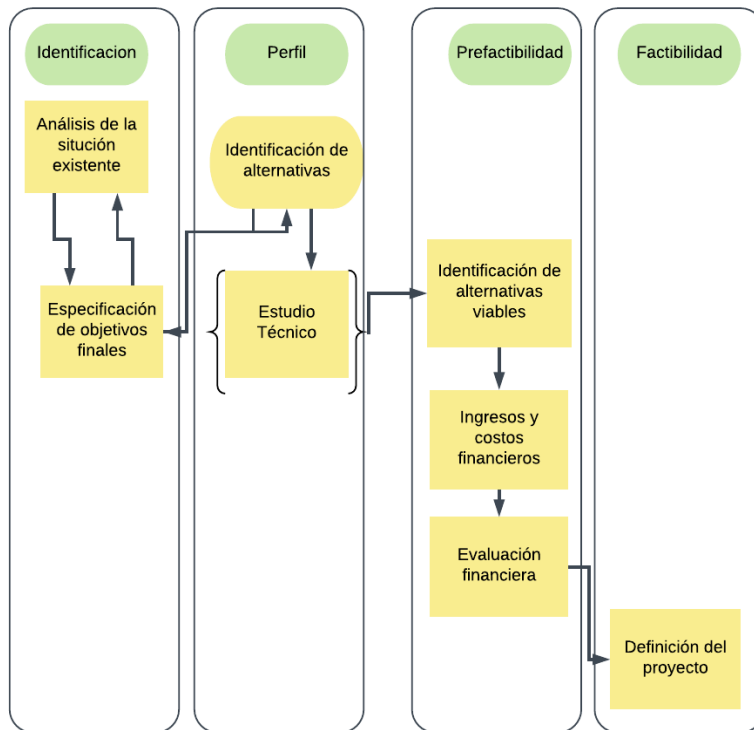 Identificacion
Perfil
Prefactibilidad
Factibilidad
Análisis de la
situción
existente
Especificación
de objetivos
finales
Identificación de
alternativas
Estudio
Técnico
Identificación de
alternativas
viables
Ingresos y
costos
financieros
Evaluación
financiera
Definición del
proyecto